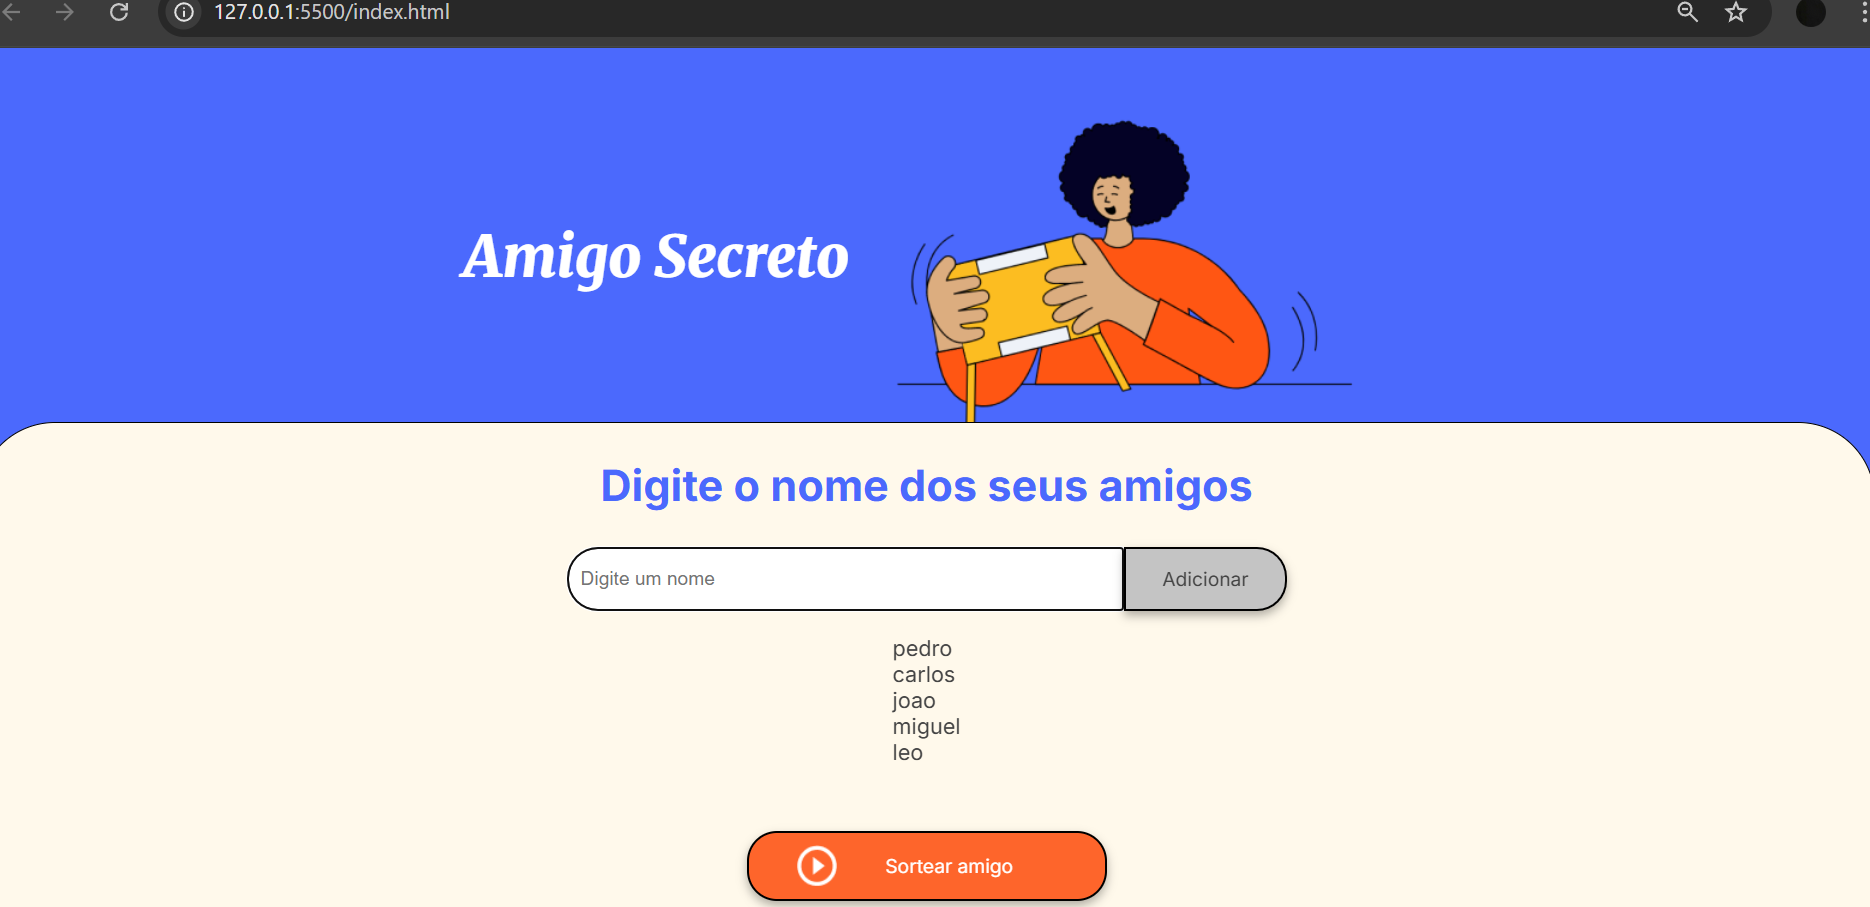 127.0.0.1:5500/index.html
Amigo Secreto
Digite o nome dos seus amigos
Digite um nome
Adicionar
pedro
carlos
joao
miguel
leo
Sortear amigo